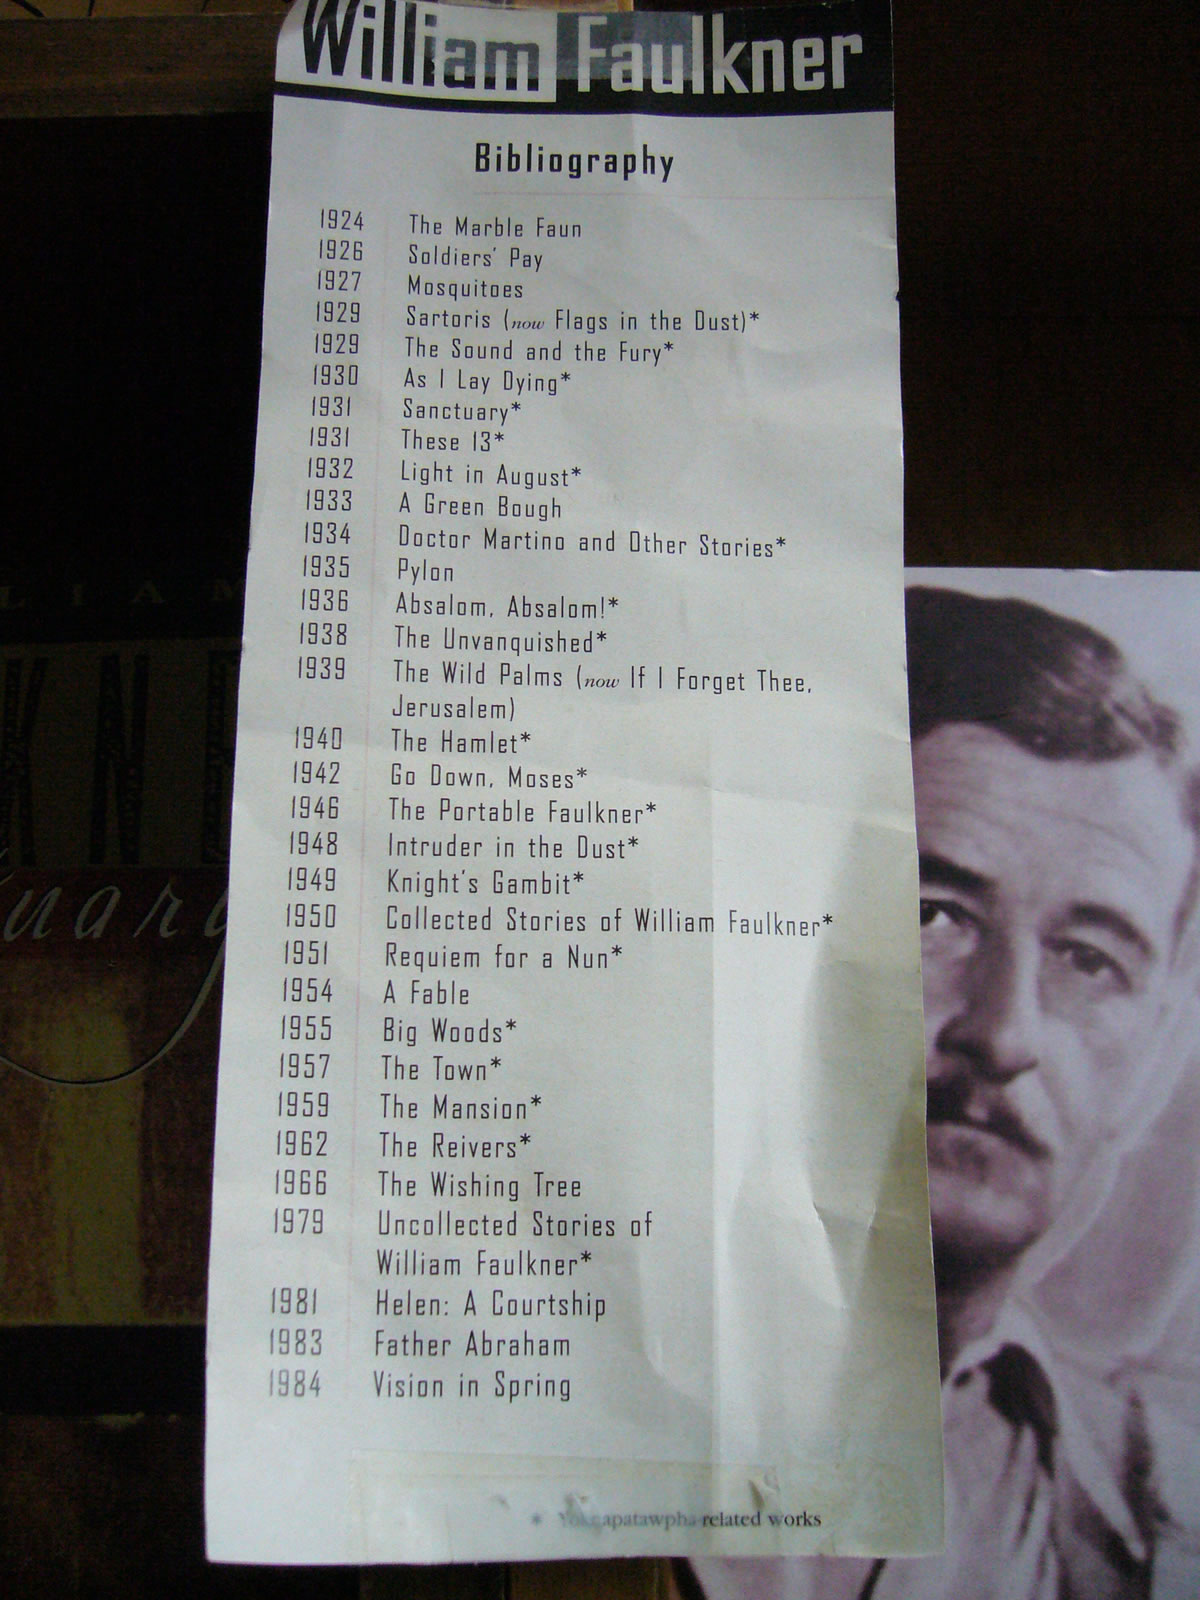 William Faulkner
Bibliography
1924 The Marble Faun
1926 Soldiers' Pay
1927 Mosquitoes
1929 Sartoris (now Flags in the Dust)*
1929 The Sound and the Fury*
1930 As I Lay Dying*
1931 Sanctuary*
1931 These 13*
1932 Light in August*
1933 A Green Bough
1934 Doctor Martino and Other Stories*
1935 Pylon
1936 Absalom, Absalom!*
1938 The Unvanquished*
1939 The Wild Palms (now If I Forget Thee,
Jerusalem)
1940 The Hamlet*
1942 Go Down, Moses*
1946 The Portable Faulkner*
1948 Intruder in the Dust*
1949 Knight's Gambit*
1950 Collected Stories of William Faulkner*
1951 Requiem for a Nun*
1954 A Fable
1955 Big Woods*
1957 The Town*
1959 The Mansion*
1962 The Reivers*
1966 The Wishing Tree
1979 Uncollected Stories of
William Faulkner*
1981 Helen: A Courtship
1983 Father Abraham
1984 Vision in Spring
* Yoknapatawpha-related works